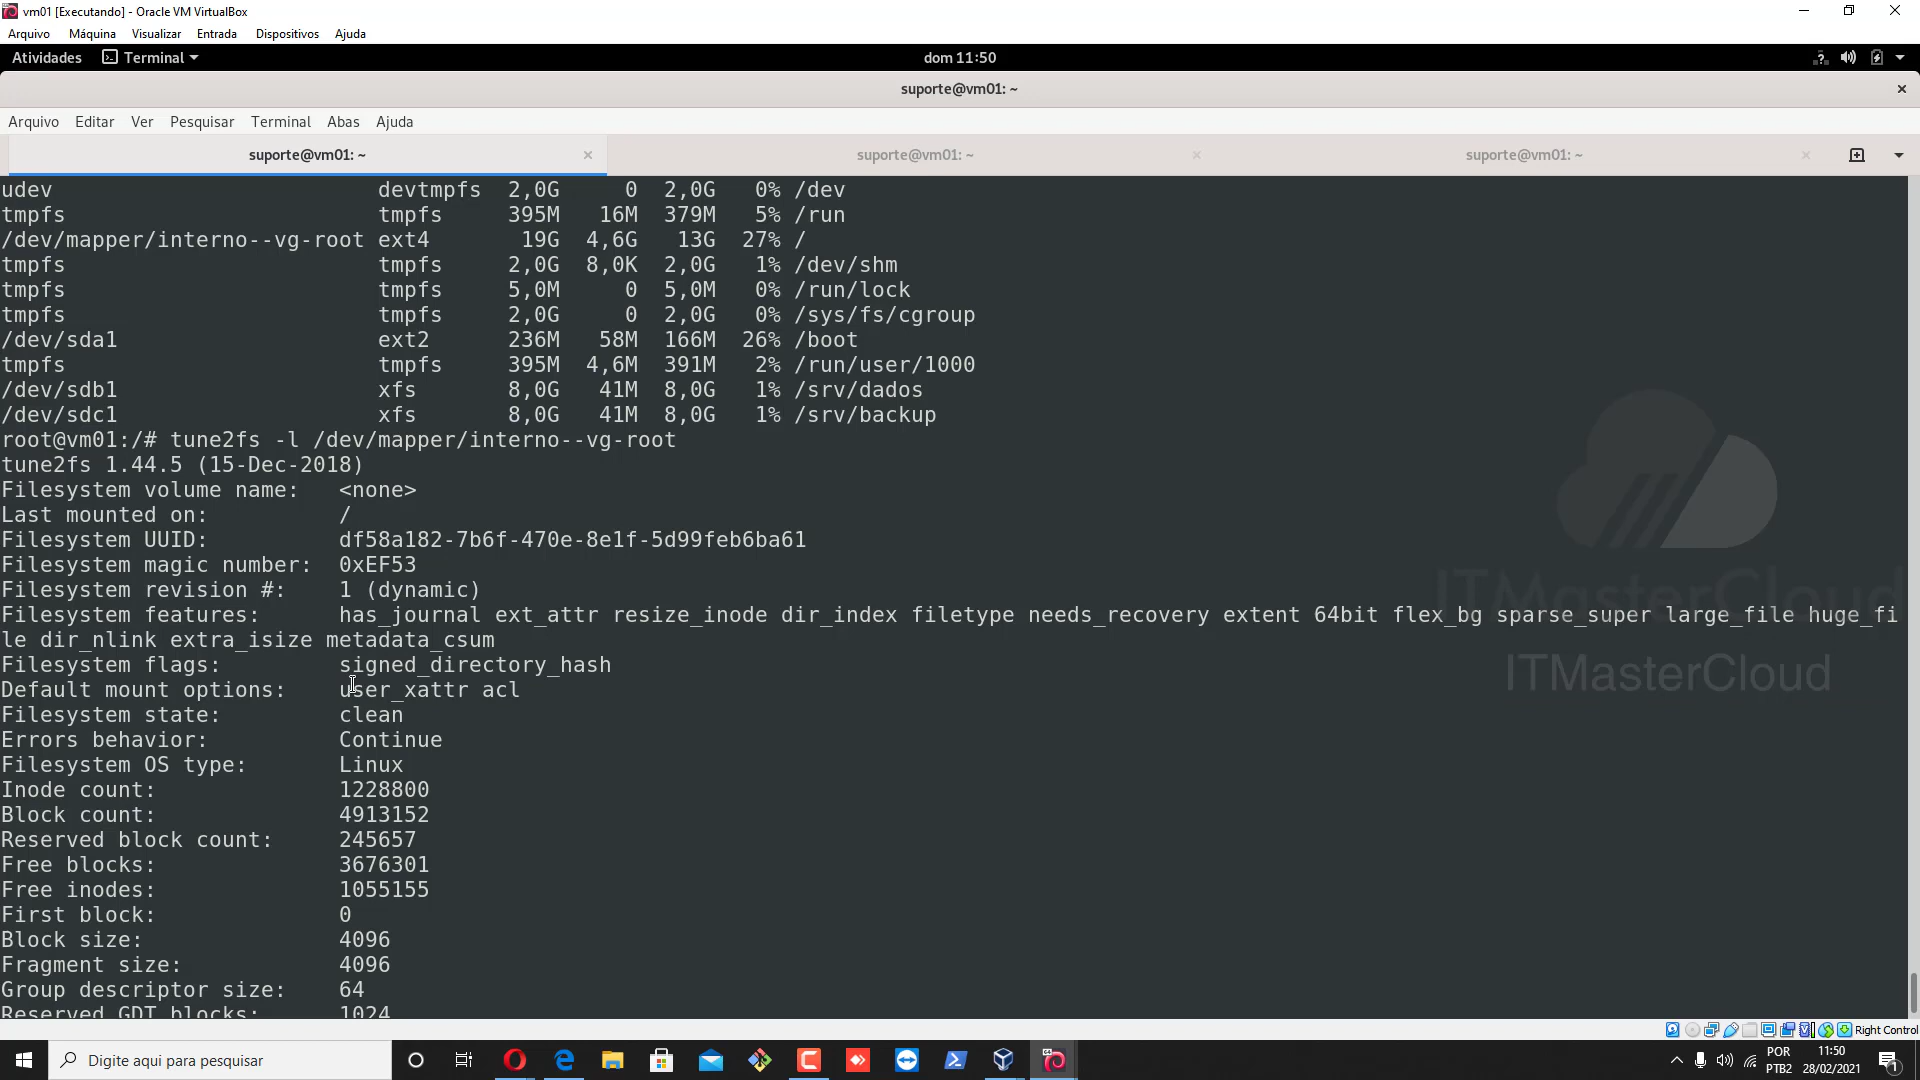 vm01 [Executando] - Oracle VM VirtualBox
Arquivo Máquina Visualizar Entrada Dispositivos Ajuda
Atividades Terminal dom 11:50
suporte@vm01: ~
Arquivo Editar Ver Pesquisar Terminal Abas Ajuda
suporte@vm01: ~ suporte@vm01: ~ suporte@vm01: ~
udev devtmpfs 2,0G 0 2,0G 0% /dev
tmpfs tmpfs 395M 16M 379M 5% /run
/dev/mapper/interno--vg-root ext4 19G 4,6G 13G 27% /
tmpfs tmpfs 2,0G 8,0K 2,0G 1% /dev/shm
tmpfs tmpfs 5,0M 0 5,0M 0% /run/lock
tmpfs tmpfs 2,0G 0 2,0G 0% /sys/fs/cgroup
/dev/sda1 ext2 236M 58M 166M 26% /boot
tmpfs tmpfs 395M 4,6M 391M 2% /run/user/1000
/dev/sdb1 xfs 8,0G 41M 8,0G 1% /srv/dados
/dev/sdc1 xfs 8,0G 41M 8,0G 1% /srv/backup
root@vm01:/# tune2fs -l /dev/mapper/interno--vg-root
tune2fs 1.44.5 (15-Dec-2018)
Filesystem volume name: <none>
Last mounted on: /
Filesystem UUID: df58a182-7b6f-470e-8e1f-5d99feb6ba61
Filesystem magic number: 0xEF53
Filesystem revision #: 1 (dynamic)
Filesystem features: has_journal ext_attr resize_inode dir_index filetype needs_recovery extent 64bit flex_bg sparse_super large_file huge_fi
le dir_nlink extra_isize metadata_csum
Filesystem flags: signed_directory_hash
Default mount options: user_xattr acl
Filesystem state: clean
Errors behavior: Continue
Filesystem OS type: Linux
Inode count: 1228800
Block count: 4913152
Reserved block count: 245657
Free blocks: 3676301
Free inodes: 1055155
First block: 0
Block size: 4096
Fragment size: 4096
Group descriptor size: 64
Reserved GDT blocks: 1024
ITMasterCloud
ITMasterCloud
Right Control
Digite aqui para pesquisar
POR 11:50
PTB2 28/02/2021
1